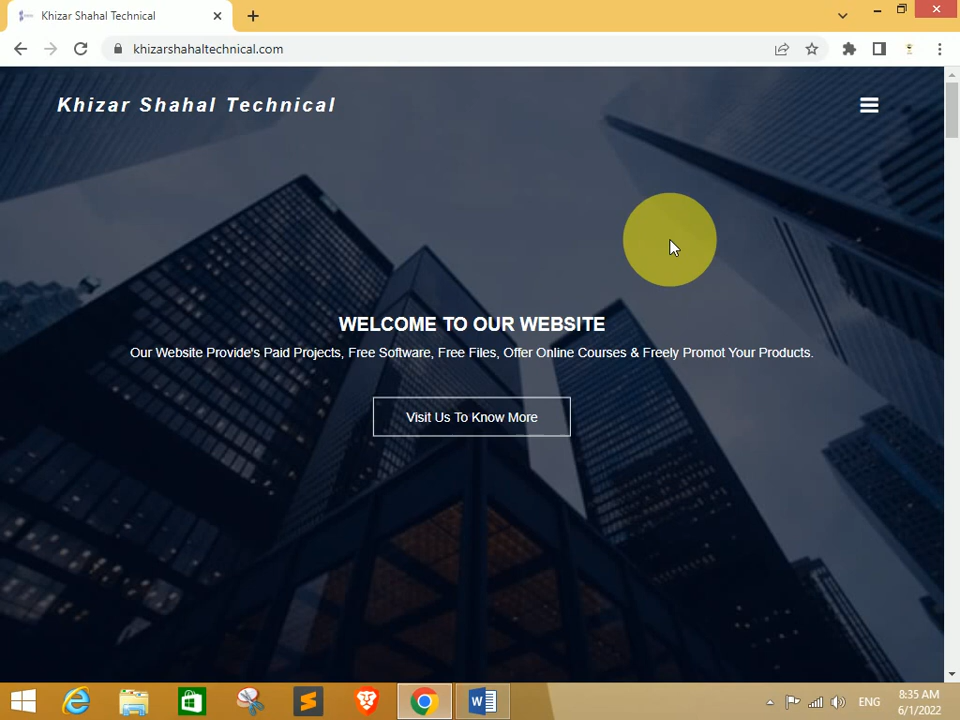 Khizar Shahal Technical
khizarshahaltechnical.com
Khizar Shahal Technical
WELCOME TO OUR WEBSITE
Our Website Provide's Paid Projects, Free Software, Free Files, Offer Online Courses & Freely Promot Your Products.
Visit Us To Know More
ENG
8:35 AM
6/1/2022